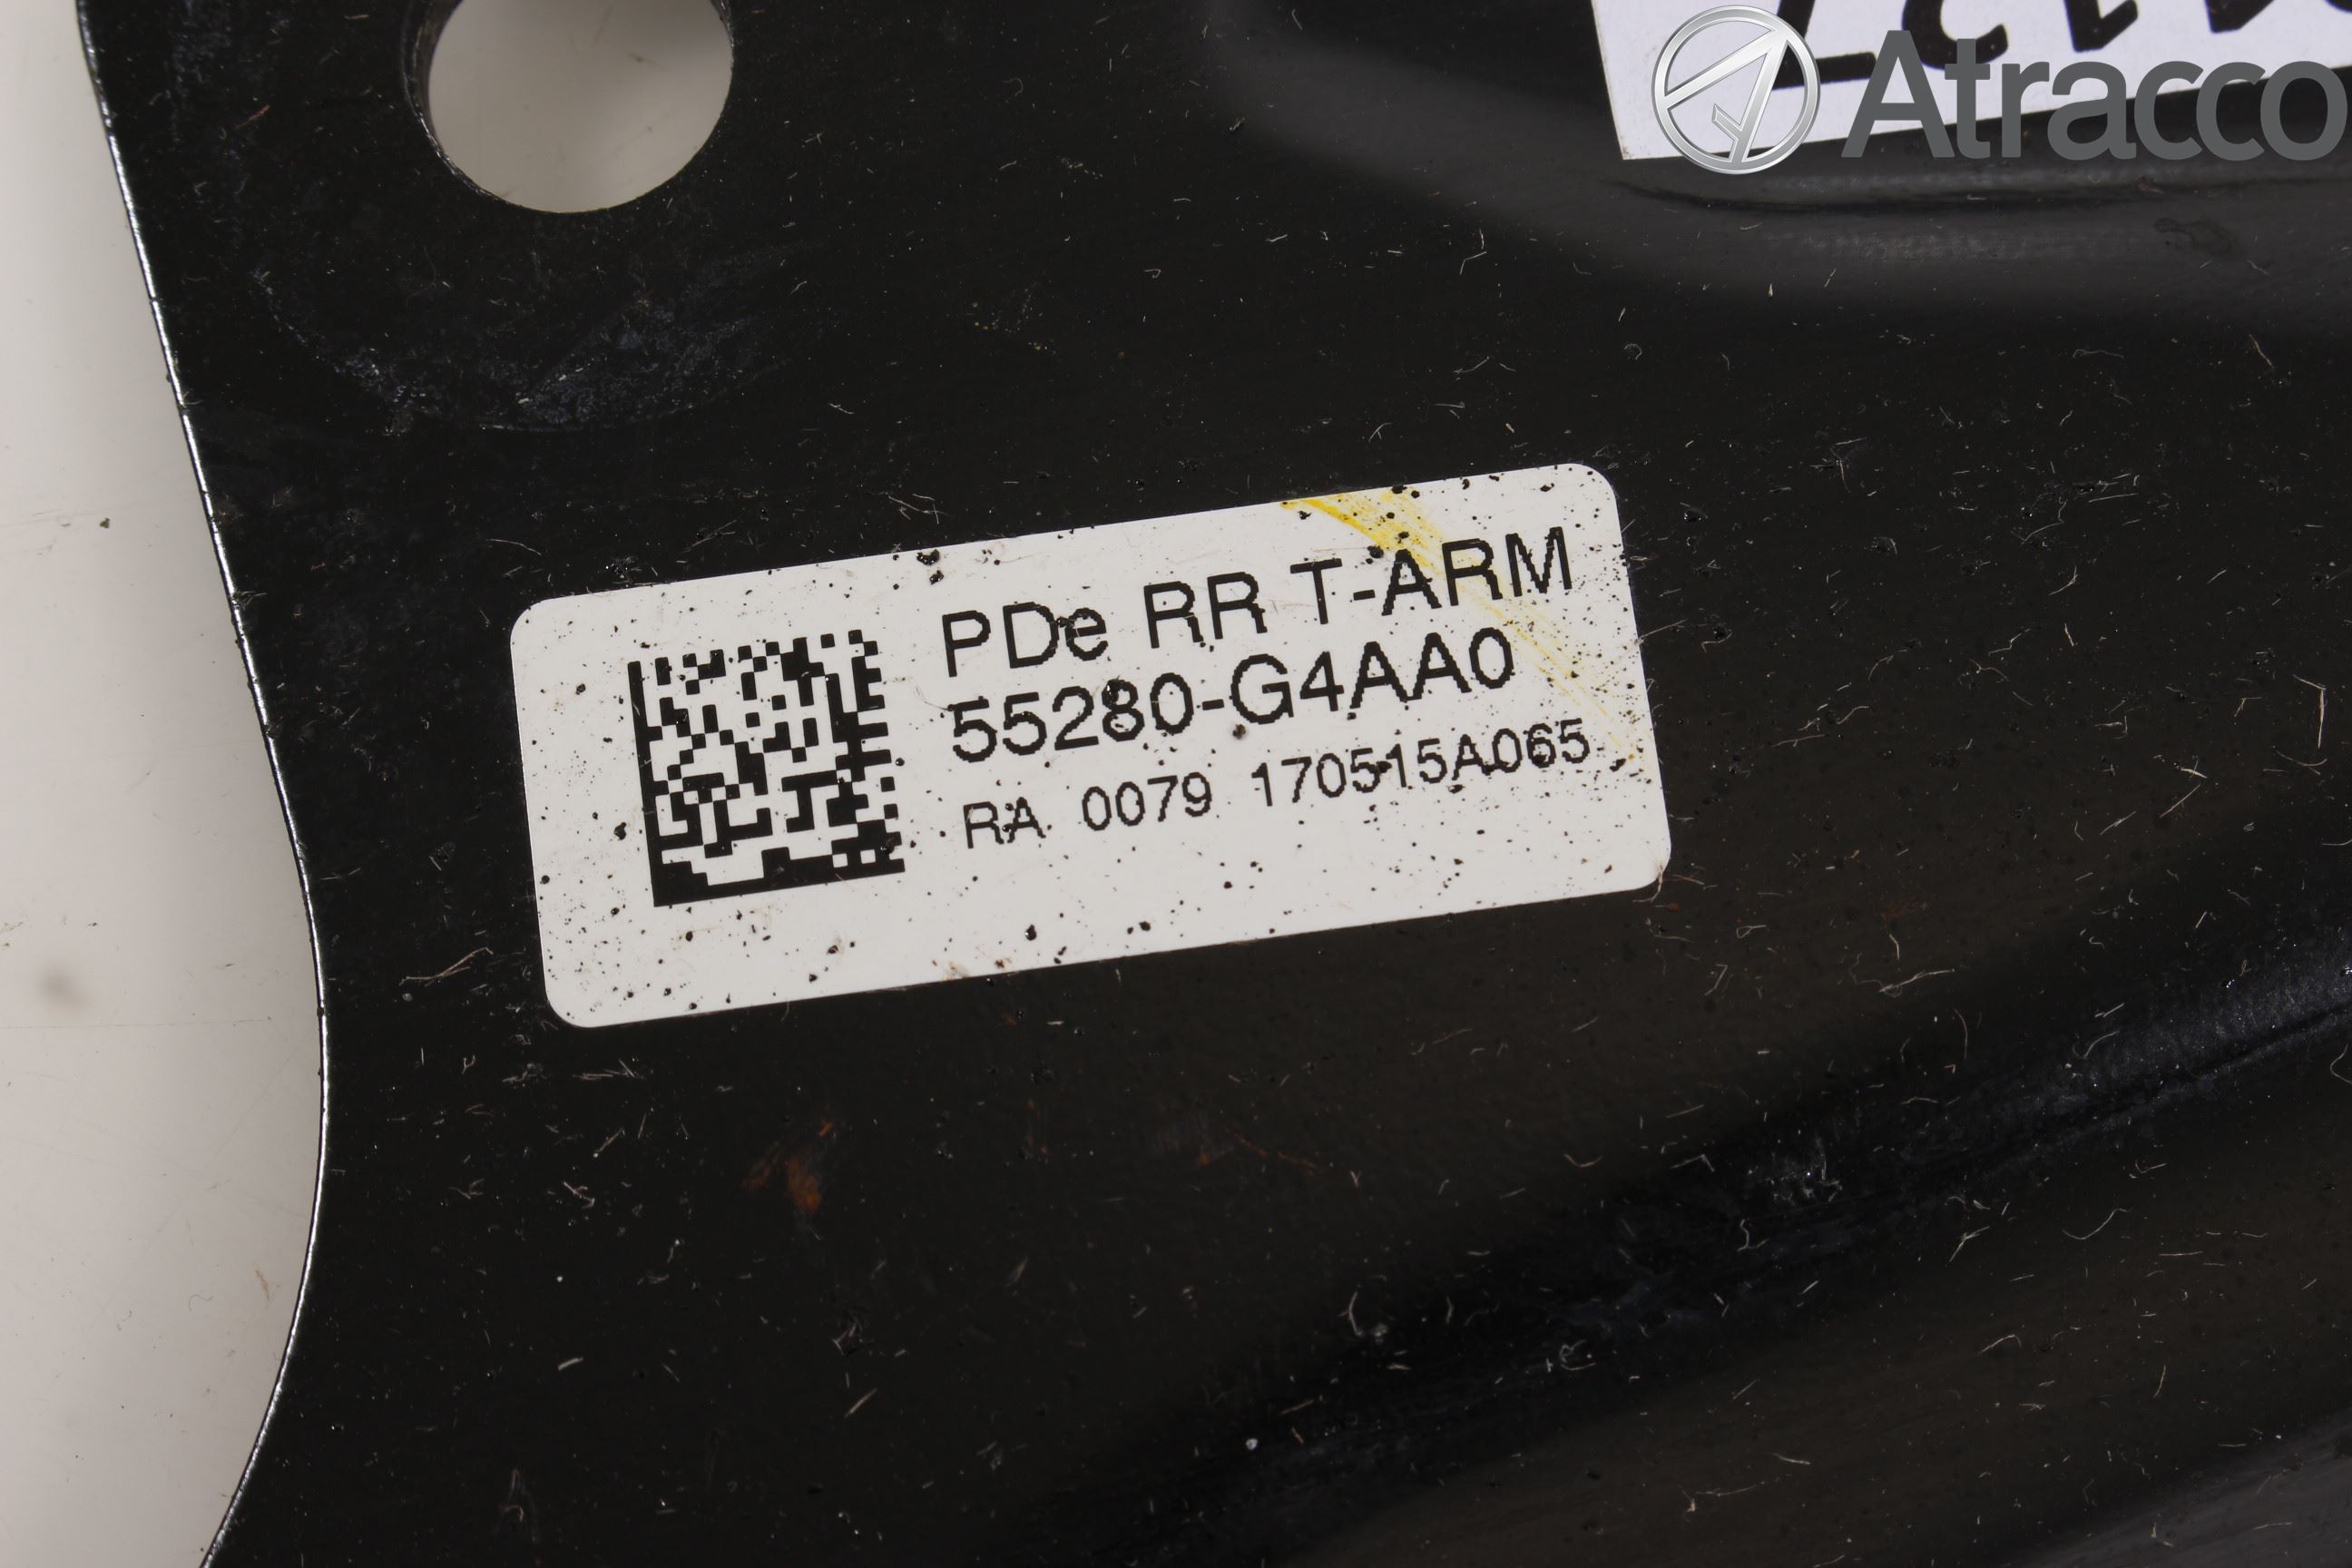 Atracco
PDe RR T-ARM
55280-G4AA0
RA 0079 170515A065